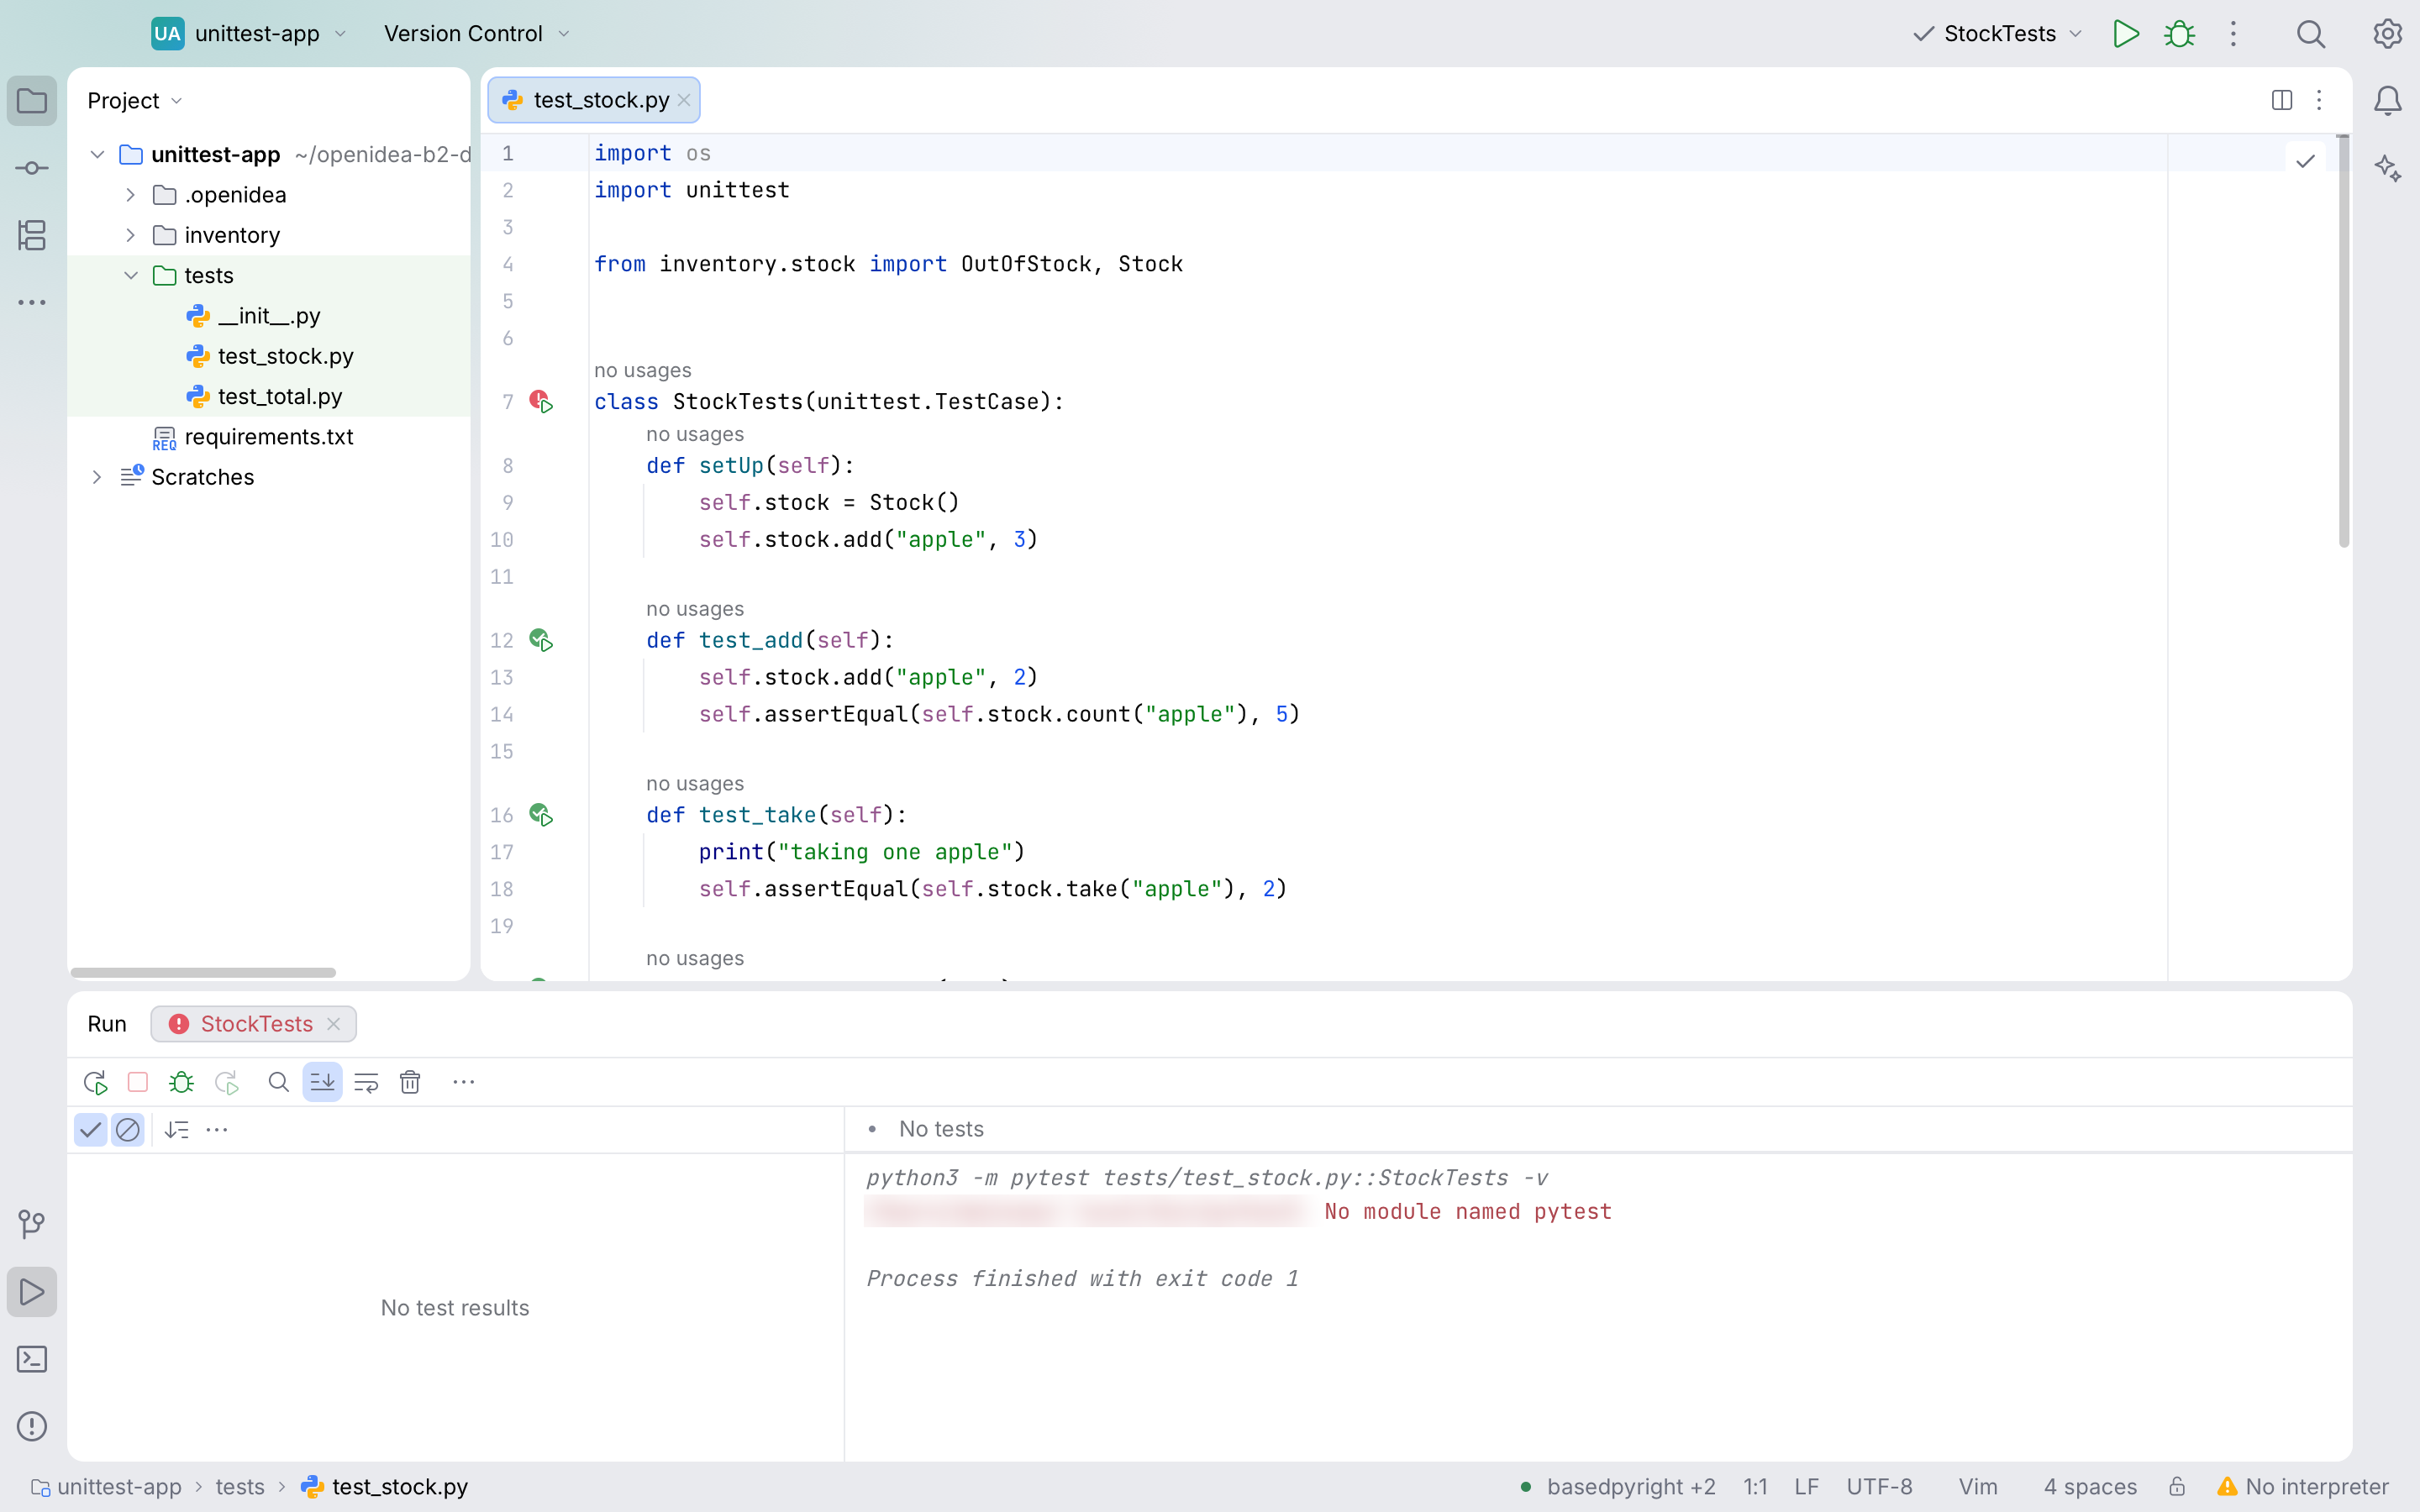 UA unittest-app Version Control StockTests
Project
unittest-app ~/openidea-b2-d
.openidea
inventory
tests
__init__.py
test_stock.py
test_total.py
REQ requirements.txt
Scratches
test_stock.py
1 import os
2 import unittest
3
4 from inventory.stock import OutOfStock, Stock
5
6
no usages
7 class StockTests(unittest.TestCase):
no usages
8 def setUp(self):
9 self.stock = Stock()
10 self.stock.add("apple", 3)
11
no usages
12 def test_add(self):
13 self.stock.add("apple", 2)
14 self.assertEqual(self.stock.count("apple"), 5)
15
no usages
16 def test_take(self):
17 print("taking one apple")
18 self.assertEqual(self.stock.take("apple"), 2)
19
no usages
Run StockTests
No tests
No test results
python3 -m pytest tests/test_stock.py::StockTests -v
No module named pytest
Process finished with exit code 1
unittest-app › tests › test_stock.py
basedpyright +2 1:1 LF UTF-8 Vim 4 spaces No interpreter